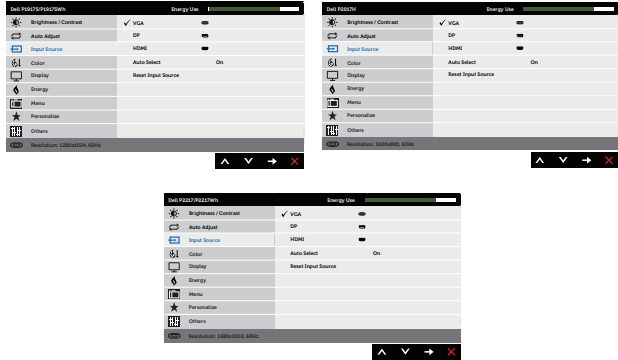 Dell P1917S/P1917SWh Energy Use
Brightness / Contrast VGA
Auto Adjust DP
Input Source HDMI
Color Auto Select On
Display Reset Input Source
Energy
Menu
Personalize
Others
Resolution: 1280x1024, 60Hz
Dell P2017H Energy Use
Brightness / Contrast VGA
Auto Adjust DP
Input Source HDMI
Color Auto Select On
Display Reset Input Source
Energy
Menu
Personalize
Others
Resolution: 1600x900, 60Hz
Dell P2217/P2217Wh Energy Use
Brightness / Contrast VGA
Auto Adjust DP
Input Source HDMI
Color Auto Select On
Display Reset Input Source
Energy
Menu
Personalize
Others
Resolution: 1680x1050, 60Hz